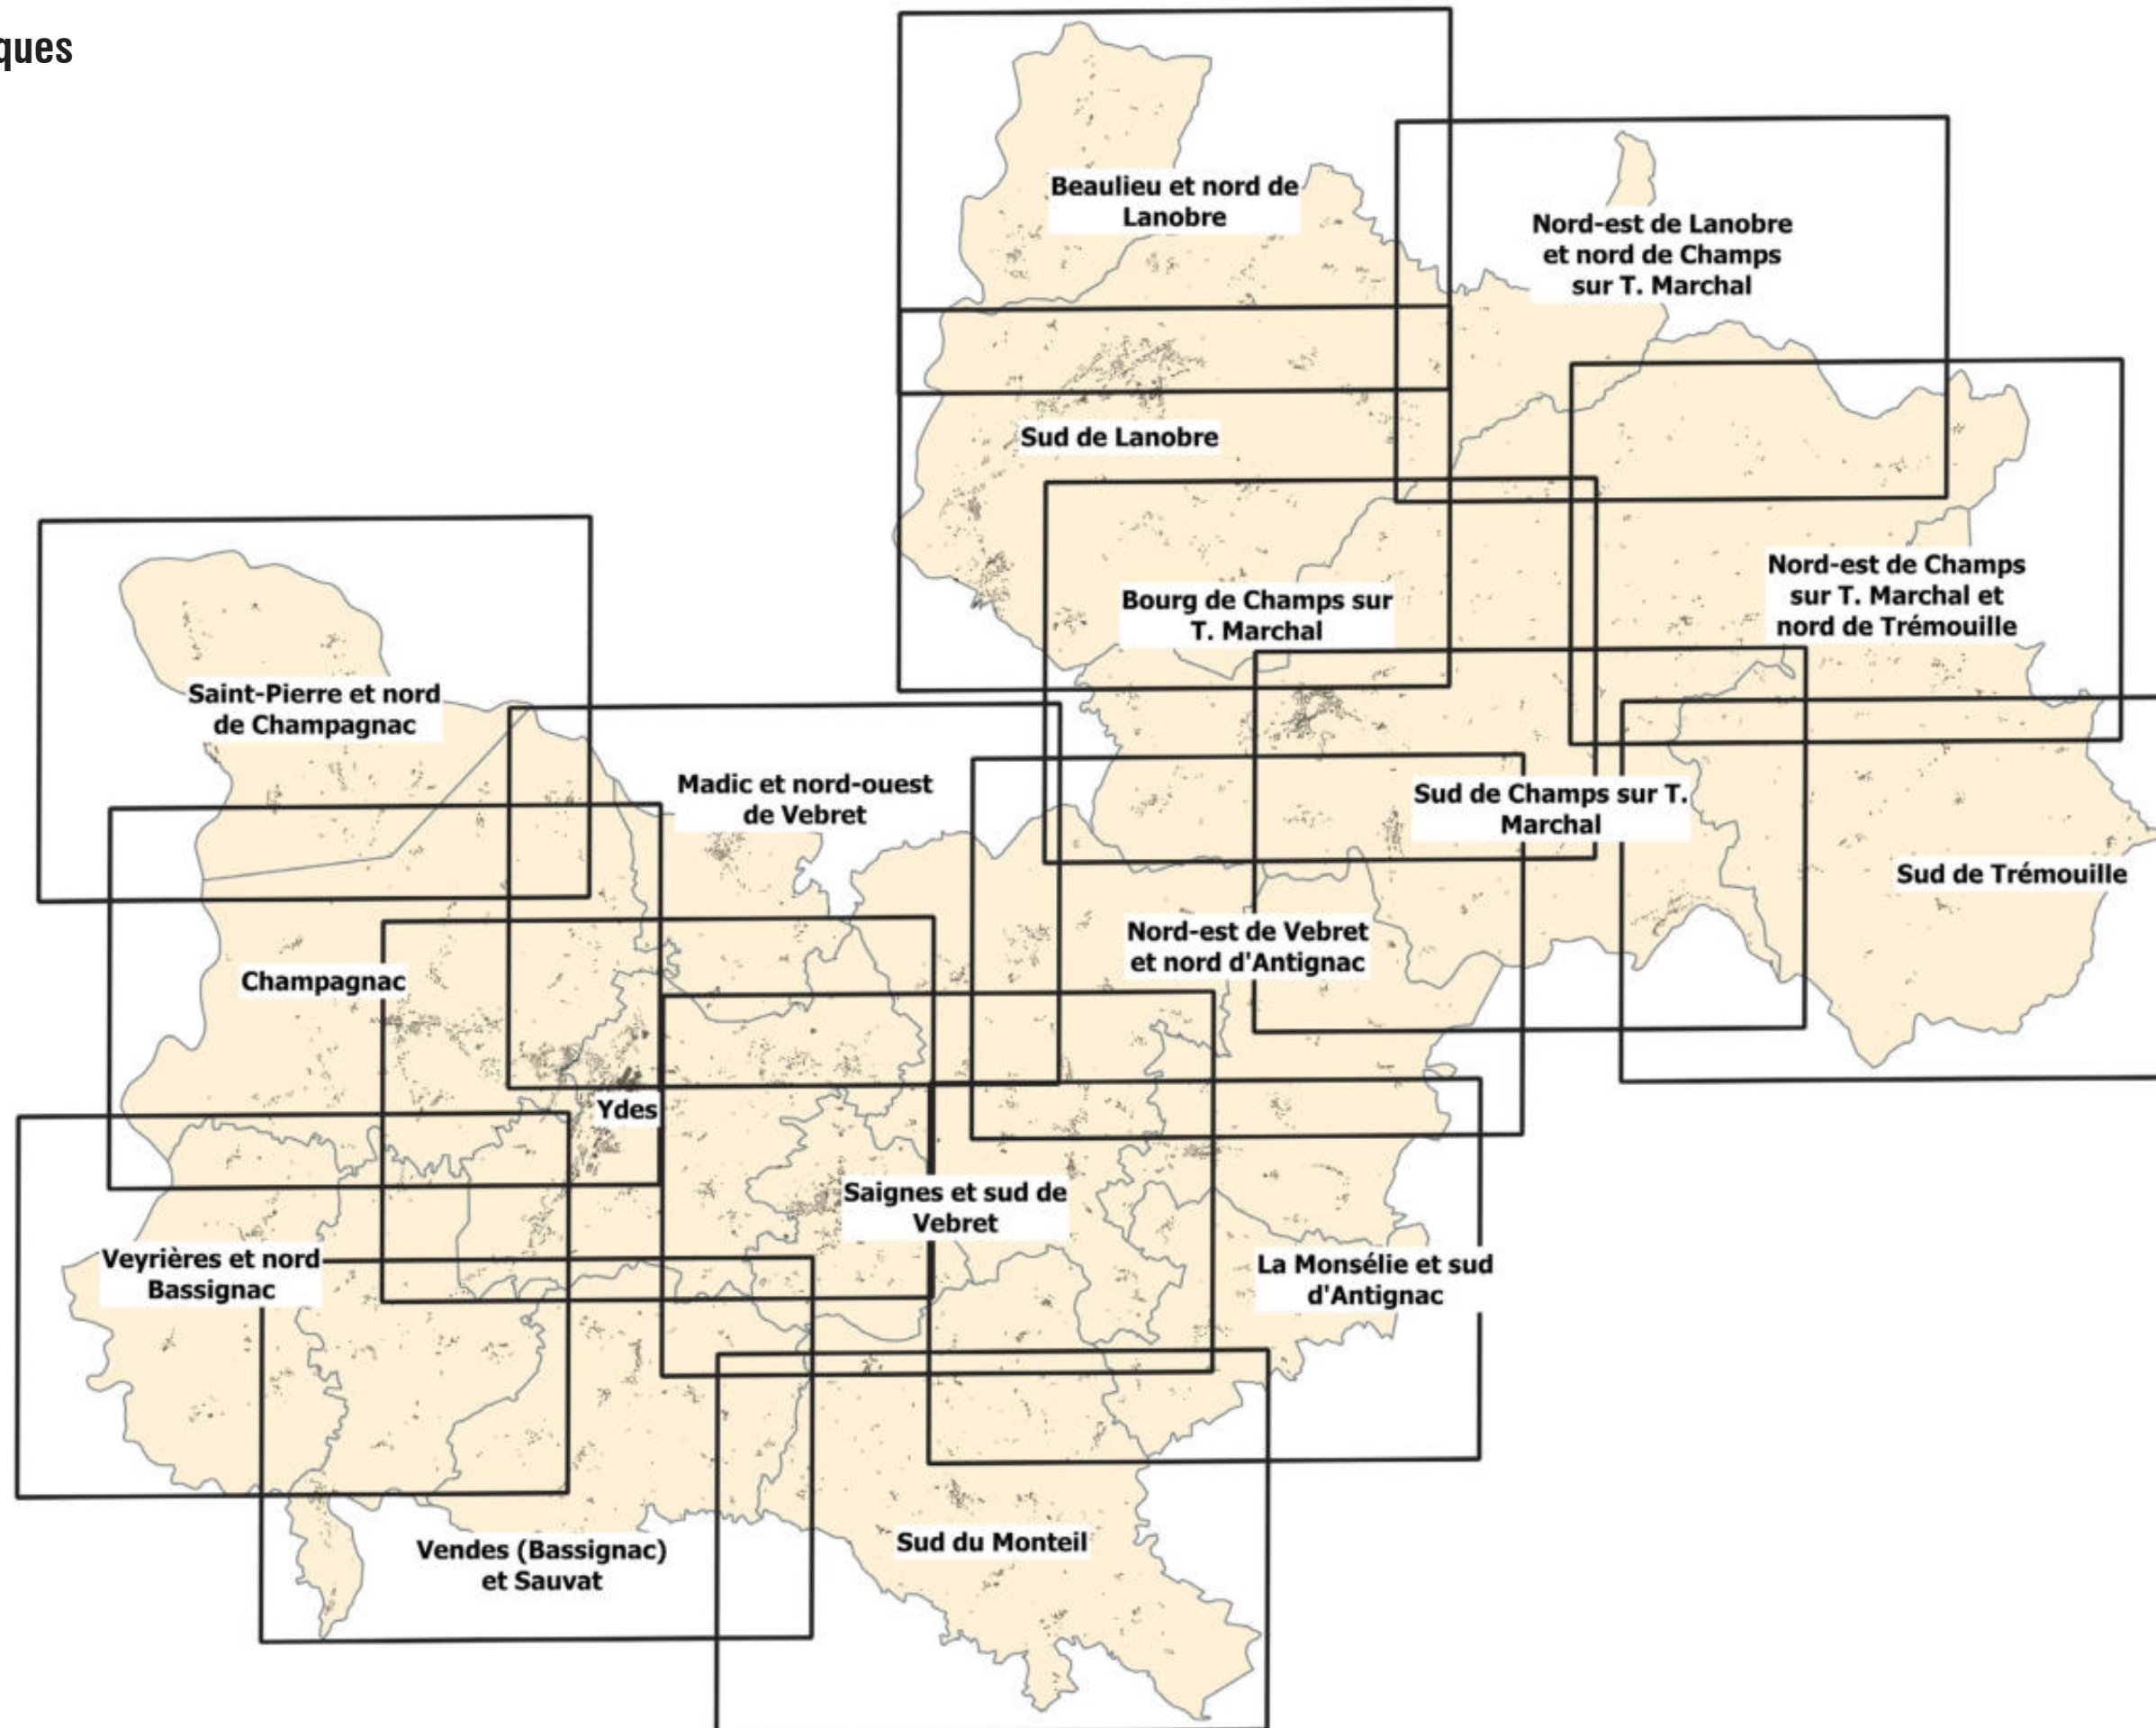 ques
Beaulieu et nord de
Lanobre
Nord-est de Lanobre
et nord de Champs
sur T. Marchal
Sud de Lanobre
Nord-est de Champs
sur T. Marchal et
nord de Trémouille
Bourg de Champs sur
T. Marchal
Saint-Pierre et nord
de Champagnac
Madic et nord-ouest
de Vebret
Sud de Champs sur T.
Marchal
Sud de Trémouille
Nord-est de Vebret
et nord d'Antignac
Champagnac
Ydes
Saignes et sud de
Vebret
Veyrières et nord
Bassignac
La Monsélie et sud
d'Antignac
Vendes (Bassignac)
et Sauvat
Sud du Monteil